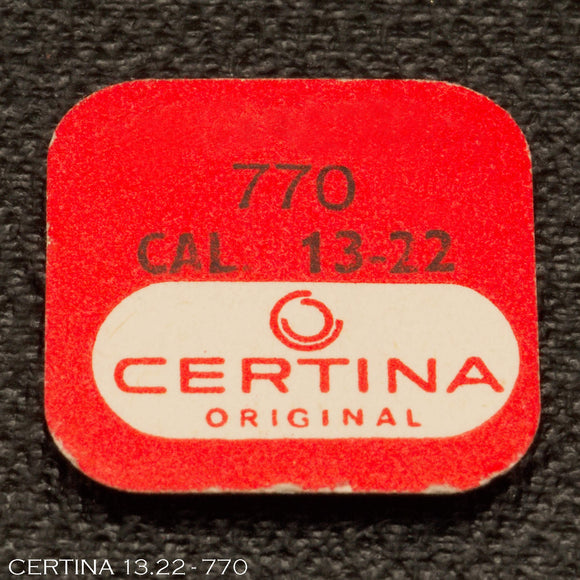 770
CAL. 13-22
CERTINA
ORIGINAL
CERTINA 13.22 - 770